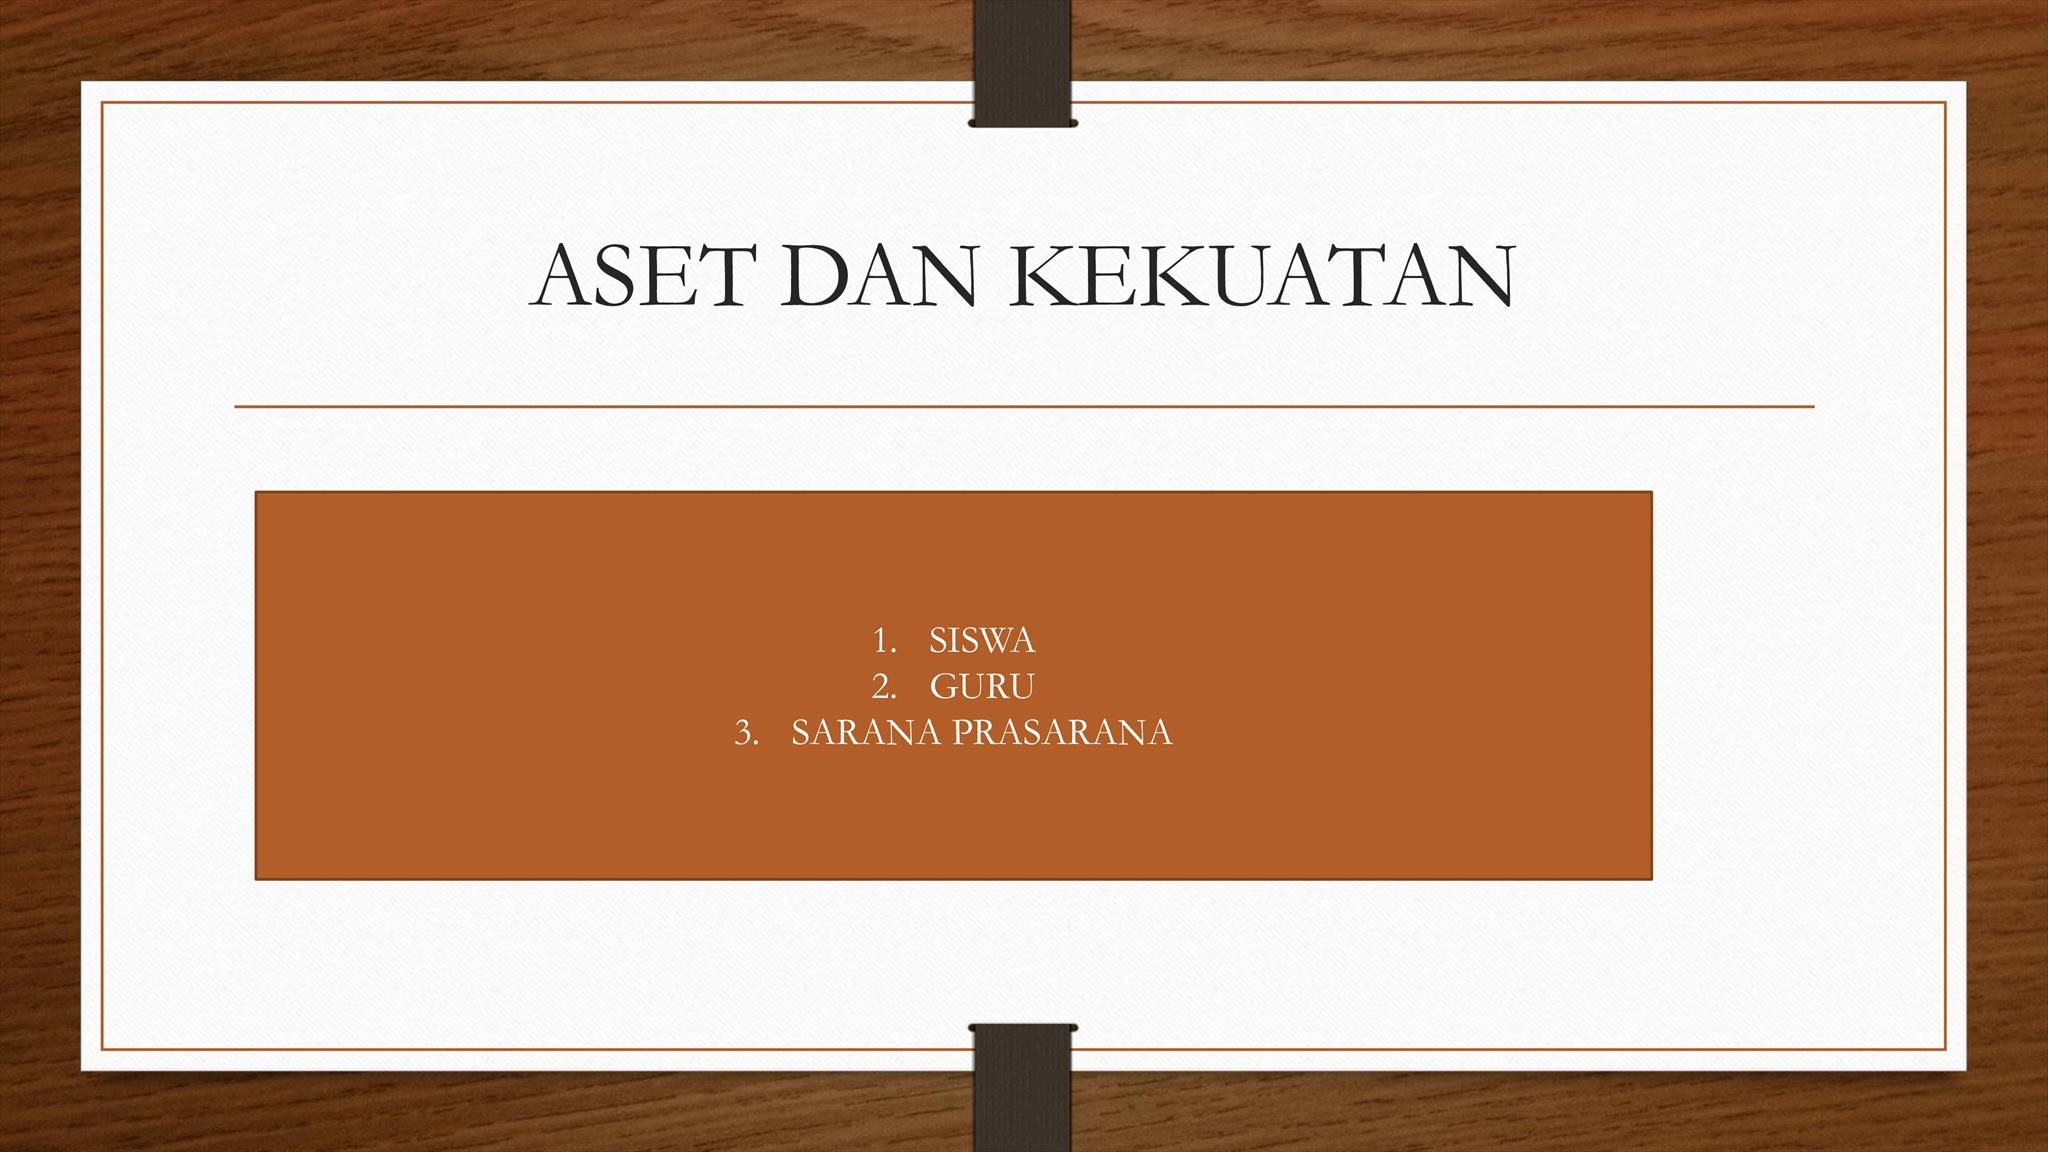 ASET DAN KEKUATAN
1. SISWA
2. GURU
3. SARANA PRASARANA